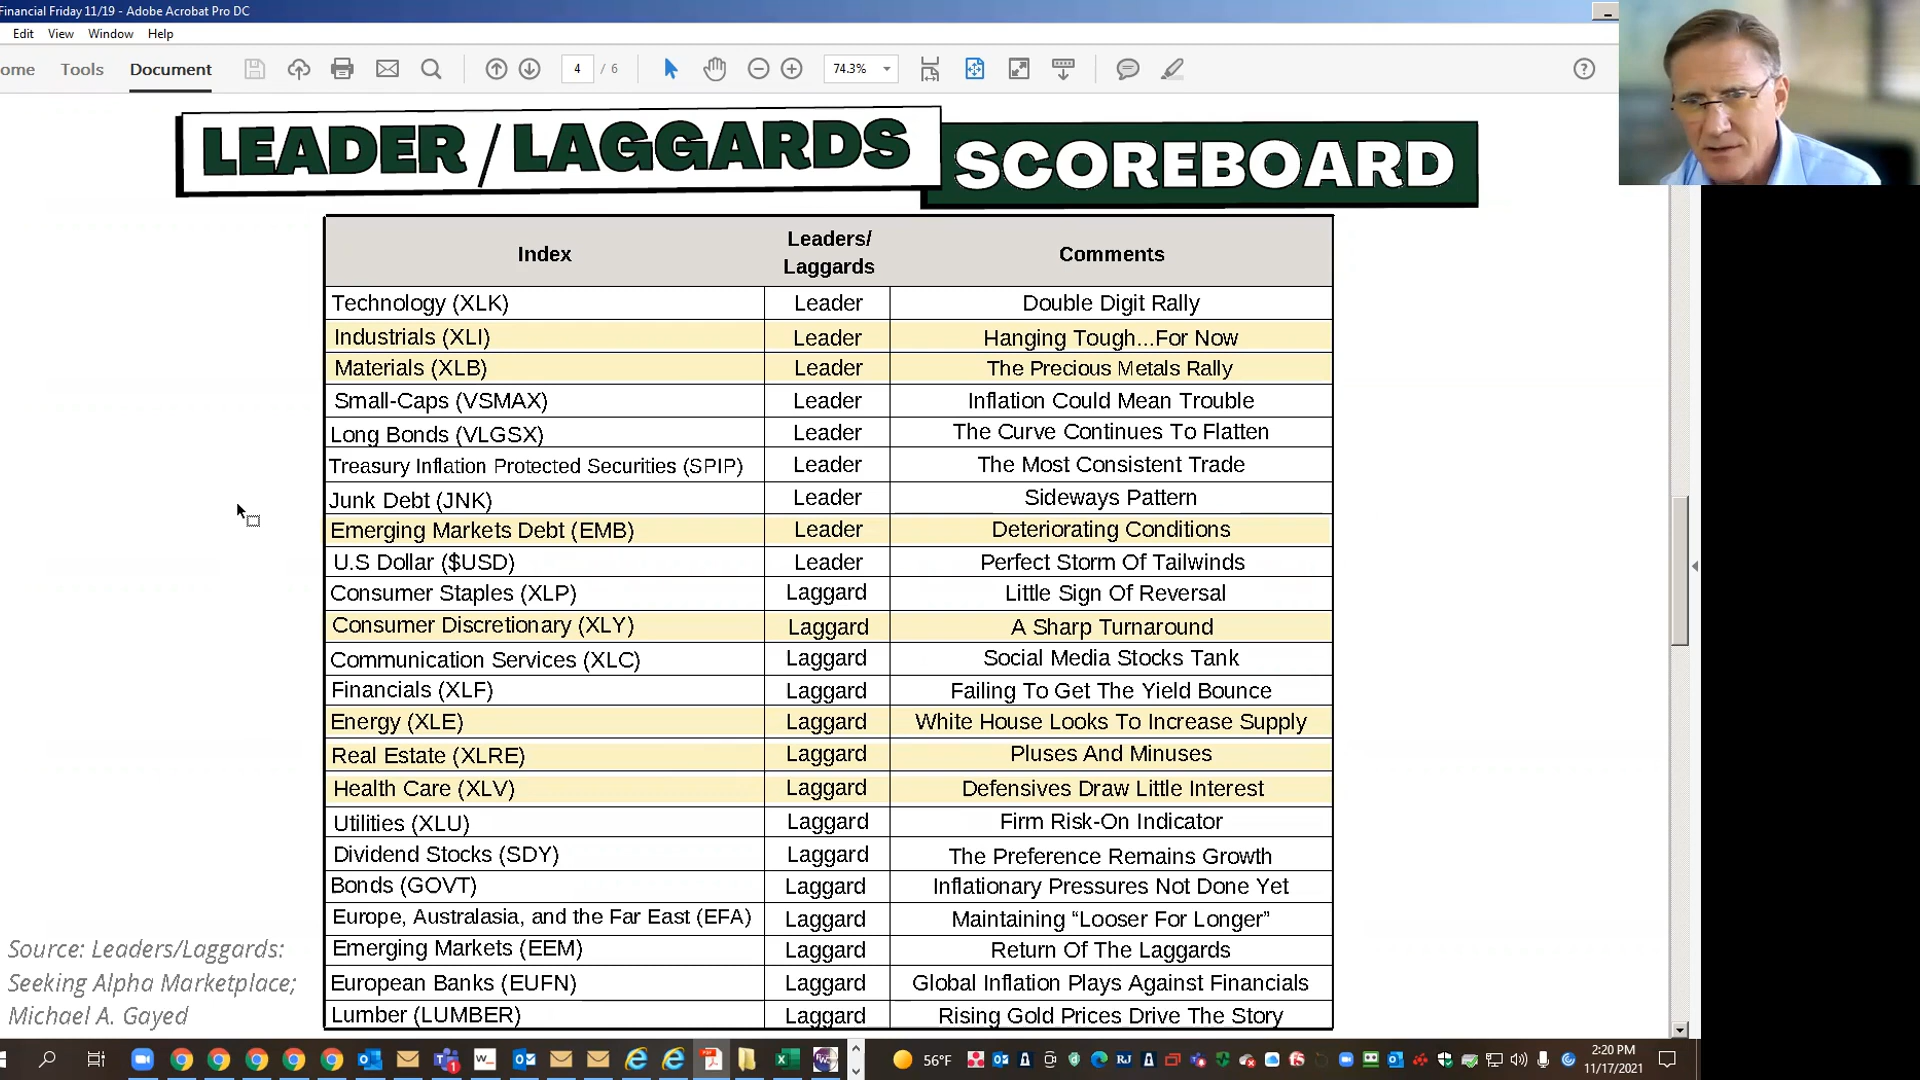 Financial Friday 11/19 - Adobe Acrobat Pro DC
Edit View Window Help
ome Tools Document 4 / 6 74.3%
LEADER / LAGGARDS SCOREBOARD
Index Leaders/ Laggards Comments
Technology (XLK) Leader Double Digit Rally
Industrials (XLI) Leader Hanging Tough...For Now
Materials (XLB) Leader The Precious Metals Rally
Small-Caps (VSMAX) Leader Inflation Could Mean Trouble
Long Bonds (VLGSX) Leader The Curve Continues To Flatten
Treasury Inflation Protected Securities (SPIP) Leader The Most Consistent Trade
Junk Debt (JNK) Leader Sideways Pattern
Emerging Markets Debt (EMB) Leader Deteriorating Conditions
U.S Dollar ($USD) Leader Perfect Storm Of Tailwinds
Consumer Staples (XLP) Laggard Little Sign Of Reversal
Consumer Discretionary (XLY) Laggard A Sharp Turnaround
Communication Services (XLC) Laggard Social Media Stocks Tank
Financials (XLF) Laggard Failing To Get The Yield Bounce
Energy (XLE) Laggard White House Looks To Increase Supply
Real Estate (XLRE) Laggard Pluses And Minuses
Health Care (XLV) Laggard Defensives Draw Little Interest
Utilities (XLU) Laggard Firm Risk-On Indicator
Dividend Stocks (SDY) Laggard The Preference Remains Growth
Bonds (GOVT) Laggard Inflationary Pressures Not Done Yet
Europe, Australasia, and the Far East (EFA) Laggard Maintaining “Looser For Longer”
Emerging Markets (EEM) Laggard Return Of The Laggards
European Banks (EUFN) Laggard Global Inflation Plays Against Financials
Lumber (LUMBER) Laggard Rising Gold Prices Drive The Story
Source: Leaders/Laggards:
Seeking Alpha Marketplace;
Michael A. Gayed
56°F
RJ
2:20 PM
11/17/2021